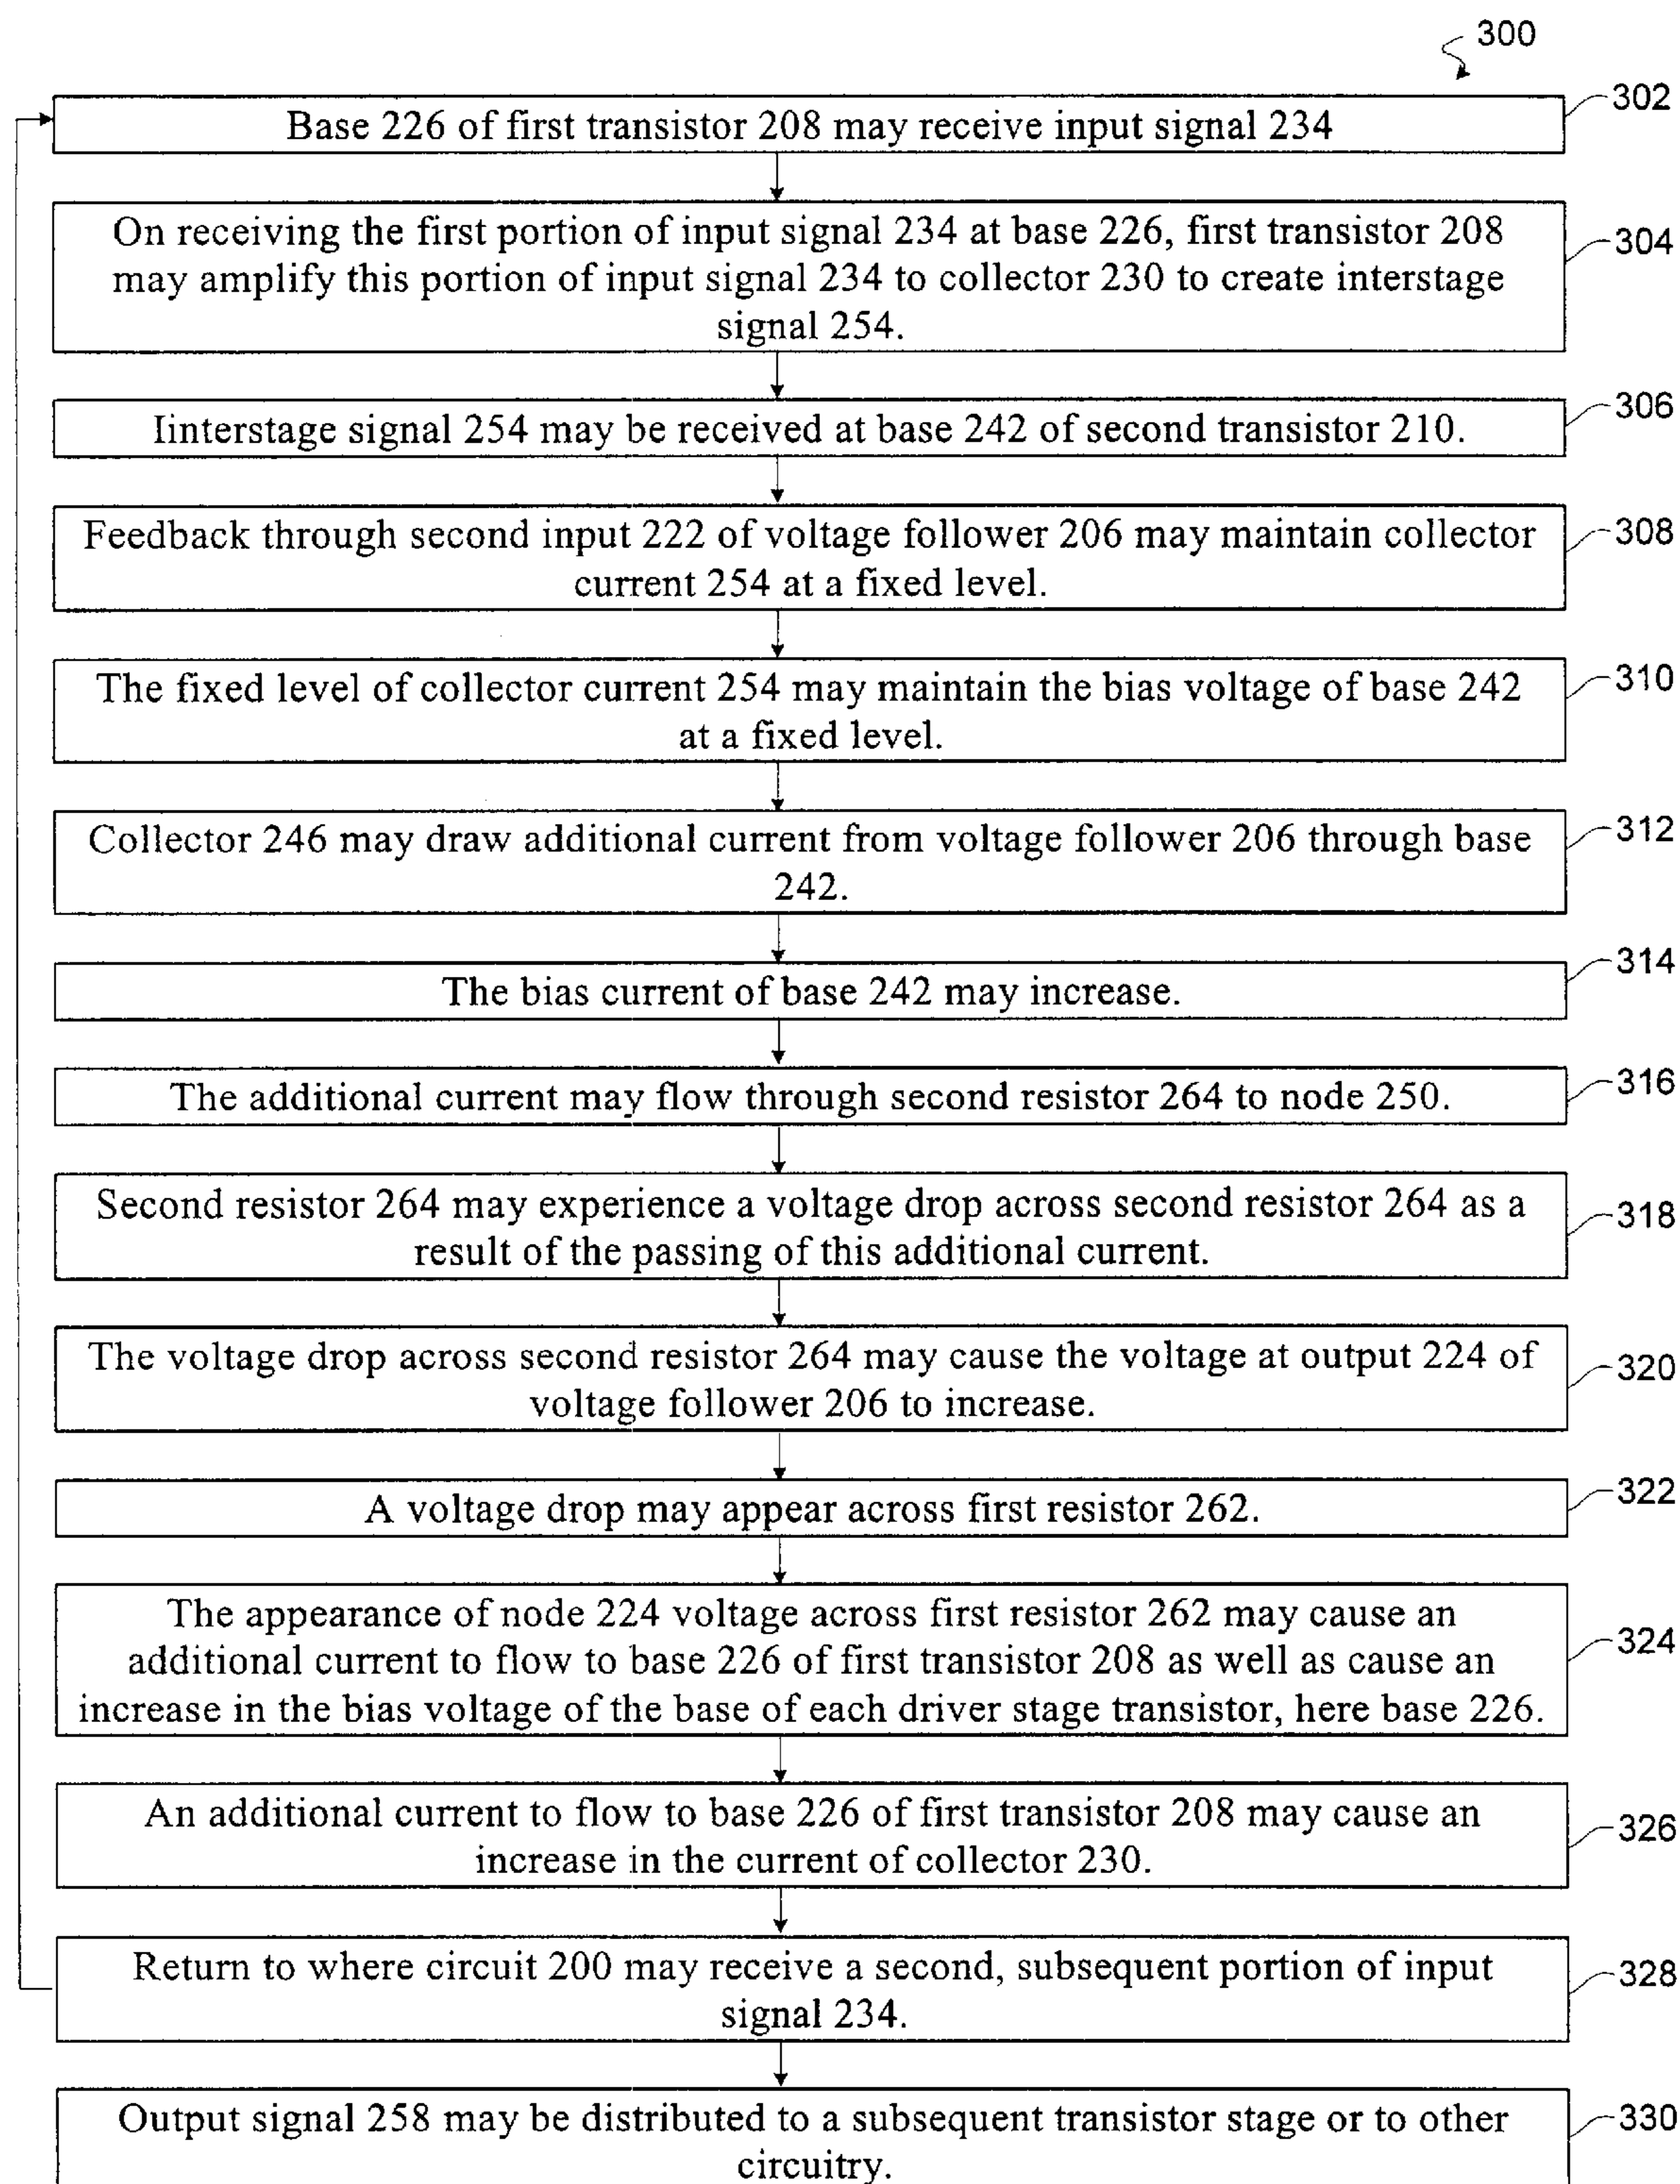 300
302
Base 226 of first transistor 208 may receive input signal 234
On receiving the first portion of input signal 234 at base 226, first transistor 208
may amplify this portion of input signal 234 to collector 230 to create interstage
signal 254.
304
306
Iinterstage signal 254 may be received at base 242 of second transistor 210.
Feedback through second input 222 of voltage follower 206 may maintain collector
current 254 at a fixed level.
308
The fixed level of collector current 254 may maintain the bias voltage of base 242
at a fixed level.
310
Collector 246 may draw additional current from voltage follower 206 through base
242.
312
314
The bias current of base 242 may increase.
316
The additional current may flow through second resistor 264 to node 250.
Second resistor 264 may experience a voltage drop across second resistor 264 as a
result of the passing of this additional current.
318
The voltage drop across second resistor 264 may cause the voltage at output 224 of
voltage follower 206 to increase.
320
322
A voltage drop may appear across first resistor 262.
The appearance of node 224 voltage across first resistor 262 may cause an
additional current to flow to base 226 of first transistor 208 as well as cause an
increase in the bias voltage of the base of each driver stage transistor, here base 226.
324
An additional current to flow to base 226 of first transistor 208 may cause an
increase in the current of collector 230.
326
Return to where circuit 200 may receive a second, subsequent portion of input
signal 234.
328
Output signal 258 may be distributed to a subsequent transistor stage or to other
circuitry.
330